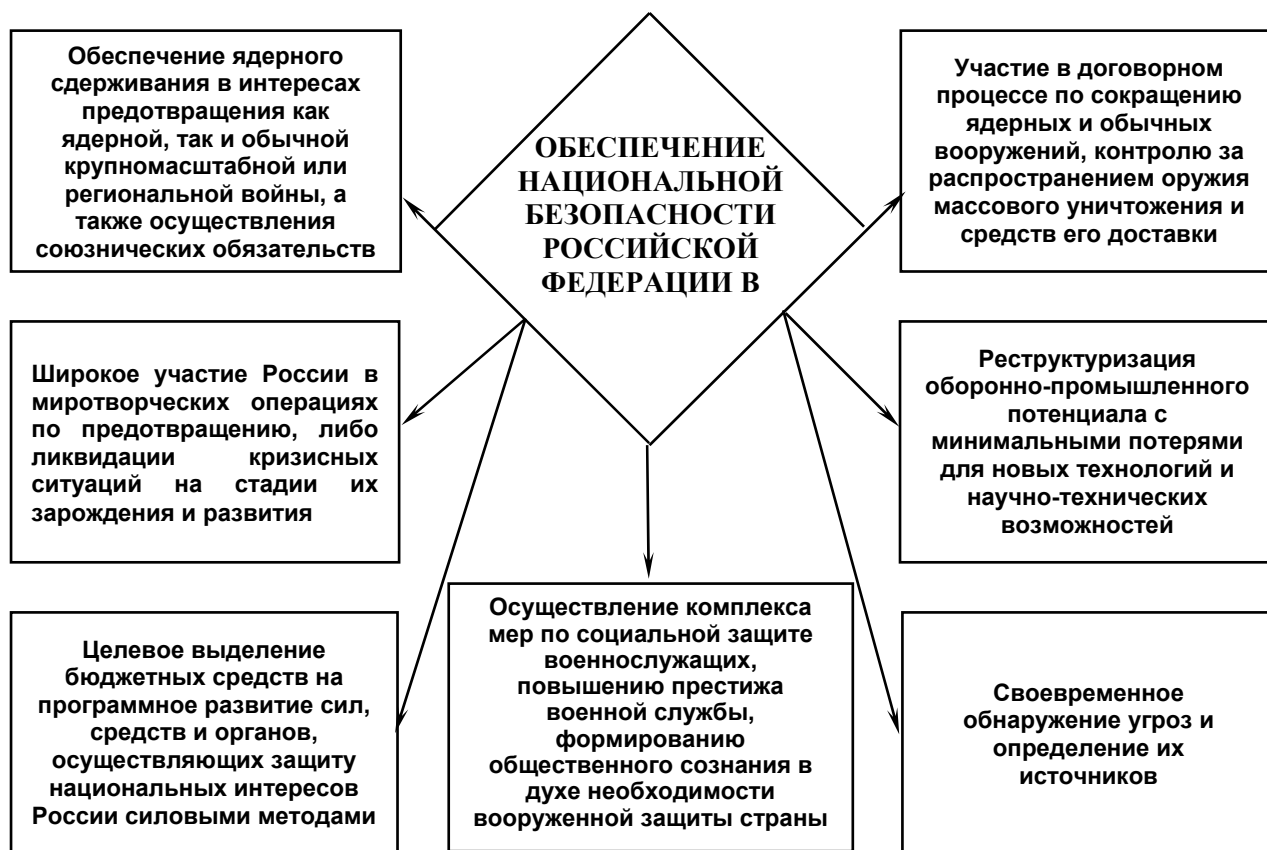 Обеспечение ядерного
сдерживания в интересах
предотвращения как
ядерной, так и обычной
крупномасштабной или
региональной войны, а
также осуществления
союзнических обязательств
ОБЕСПЕЧЕНИЕ
НАЦИОНАЛЬНОЙ
БЕЗОПАСНОСТИ
РОССИЙСКОЙ
ФЕДЕРАЦИИ В
Участие в договорном
процессе по сокращению
ядерных и обычных
вооружений, контролю за
распространением оружия
массового уничтожения и
средств его доставки
Широкое участие России в
миротворческих операциях
по предотвращению, либо
ликвидации кризисных
ситуаций на стадии их
зарождения и развития
Реструктуризация
оборонно-промышленного
потенциала с
минимальными потерями
для новых технологий и
научно-технических
возможностей
Целевое выделение
бюджетных средств на
программное развитие сил,
средств и органов,
осуществляющих защиту
национальных интересов
России силовыми методами
Осуществление комплекса
мер по социальной защите
военнослужащих,
повышению престижа
военной службы,
формированию
общественного сознания в
духе необходимости
вооруженной защиты страны
Своевременное
обнаружение угроз и
определение их
источников